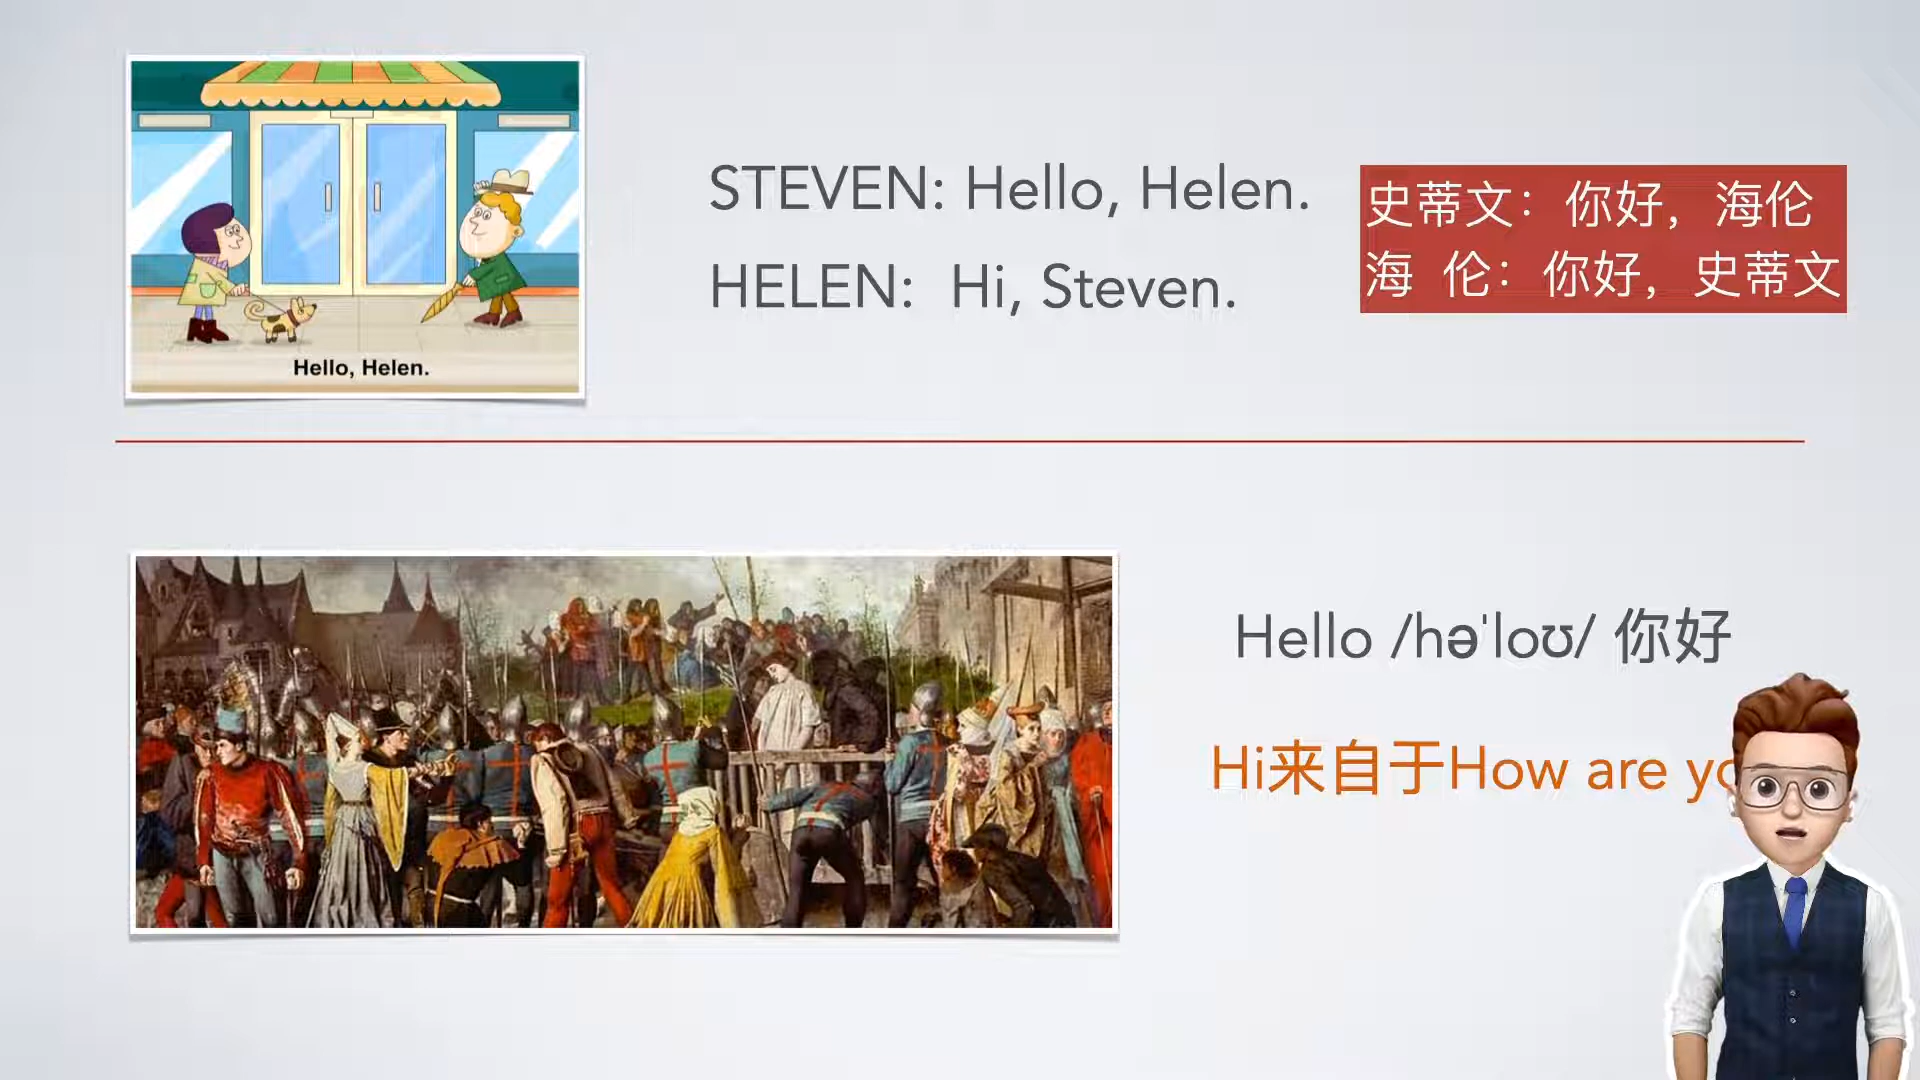 Hello, Helen.
STEVEN: Hello, Helen.
HELEN: Hi, Steven.
史蒂文：你好，海伦
海 伦：你好，史蒂文
Hello /həˈloʊ/ 你好
Hi来自于How are